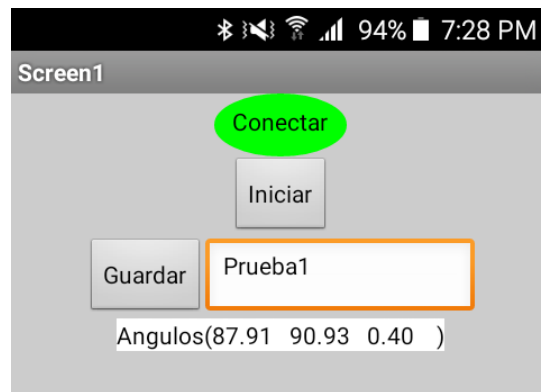 94% 7:28 PM
Screen1
Conectar
Iniciar
Guardar Prueba1
Angulos(87.91 90.93 0.40 )